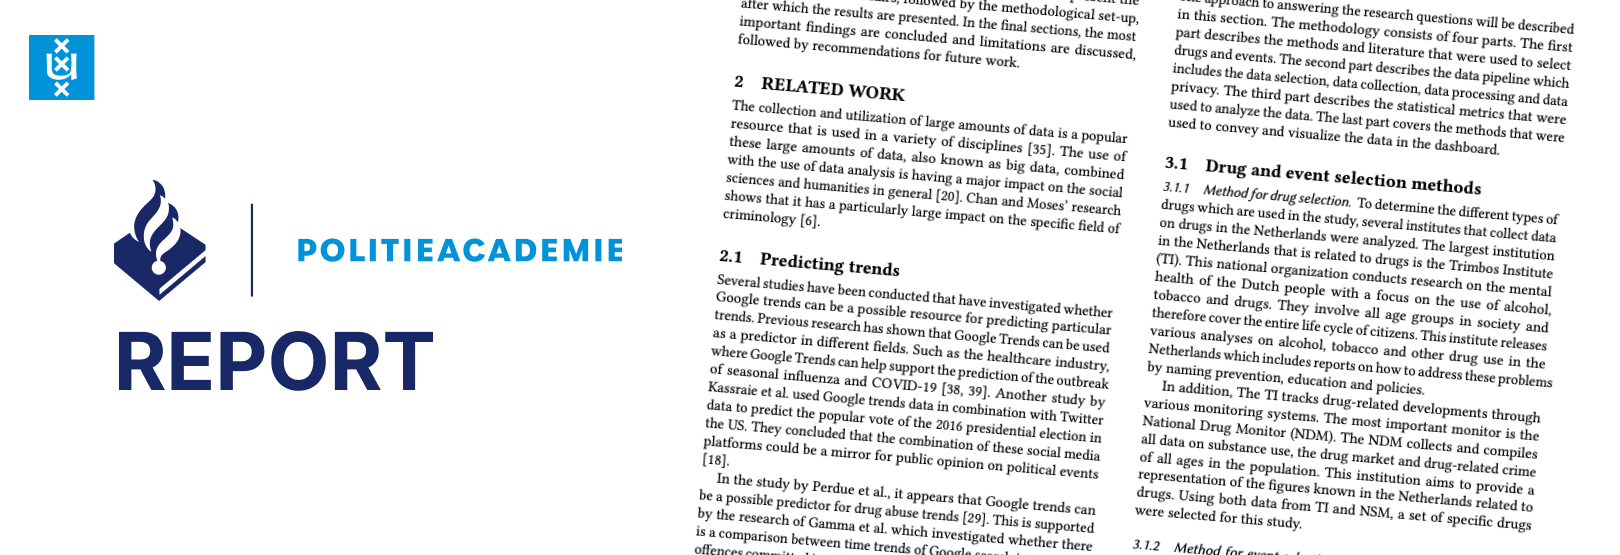 POLITIEACADEMIE
REPORT
followed by the methodological set-up,
after which the results are presented. In the final sections, the most
important findings are concluded and limitations are discussed,
followed by recommendations for future work.
2 RELATED WORK
The collection and utilization of large amounts of data is a popular
resource that is used in a variety of disciplines [35]. The use of
these large amounts of data, also known as big data, combined
with the use of data analysis is having a major impact on the social
sciences and humanities in general [20]. Chan and Moses' research
shows that it has a particularly large impact on the specific field of
criminology [6].
2.1 Predicting trends
Several studies have been conducted that have investigated whether
Google trends can be a possible resource for predicting particular
trends. Previous research has shown that Google Trends can be used
as a predictor in different fields. Such as the healthcare industry,
where Google Trends can help support the prediction of the outbreak
of seasonal influenza and COVID-19 [38, 39]. Another study by
Kassraie et al. used Google trends data in combination with Twitter
data to predict the popular vote of the 2016 presidential election in
the US. They concluded that the combination of these social media
platforms could be a mirror for public opinion on political events
[18].
In the study by Perdue et al., it appears that Google trends can
be a possible predictor for drug abuse trends [29]. This is supported
by the research of Gamma et al. which investigated whether there
is a comparison between time trends of Google
offences
approach to answering the research questions will be described
in this section. The methodology consists of four parts. The first
part describes the methods and literature that were used to select
drugs and events. The second part describes the data pipeline which
includes the data selection, data collection, data processing and data
privacy. The third part describes the statistical metrics that were
used to analyze the data. The last part covers the methods that were
used to convey and visualize the data in the dashboard.
3.1 Drug and event selection methods
3.1.1 Method for drug selection. To determine the different types of
drugs which are used in the study, several institutes that collect data
on drugs in the Netherlands were analyzed. The largest institution
in the Netherlands that is related to drugs is the Trimbos Institute
(TI). This national organization conducts research on the mental
health of the Dutch people with a focus on the use of alcohol,
tobacco and drugs. They involve all age groups in society and
therefore cover the entire life cycle of citizens. This institute releases
various analyses on alcohol, tobacco and other drug use in the
Netherlands which includes reports on how to address these problems
by naming prevention, education and policies.
In addition, The TI tracks drug-related developments through
various monitoring systems. The most important monitor is the
National Drug Monitor (NDM). The NDM collects and compiles
all data on substance use, the drug market and drug-related crime
of all ages in the population. This institution aims to provide a
representation of the figures known in the Netherlands related to
drugs. Using both data from TI and NSM, a set of specific drugs
were selected for this study.
3.1.2 Method for